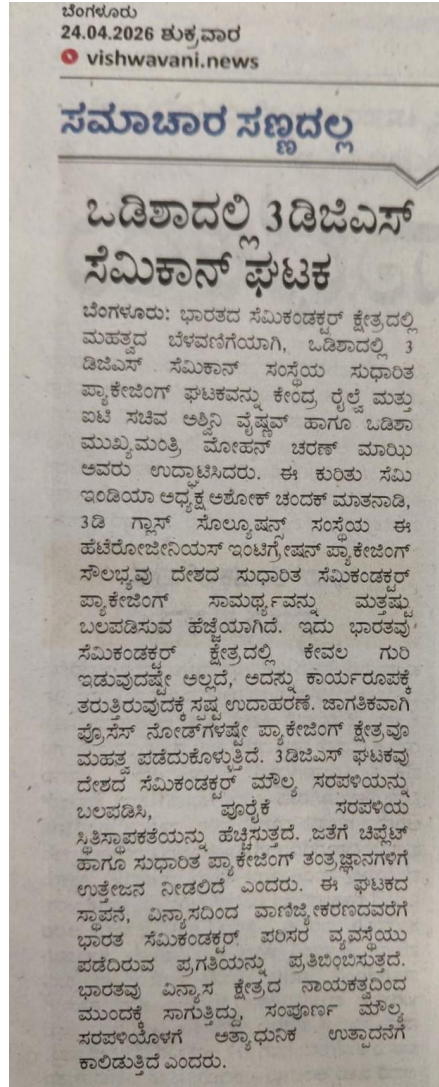 ಬೆಂಗಳೂರು
24.04.2026 ಶುಕ್ರವಾರ
vishwavani.news
ಸಮಾಚಾರ ಸಣ್ಣದಲ್ಲ
ಒಡಿಶಾದಲ್ಲಿ 3ಡಿಜಿಎಸ್
ಸೆಮಿಕಾನ್ ಘಟಕ
ಬೆಂಗಳೂರು: ಭಾರತದ ಸೆಮಿಕಂಡಕ್ಟರ್ ಕ್ಷೇತ್ರದಲ್ಲಿ
ಮಹತ್ವದ ಬೆಳವಣಿಗೆಯಾಗಿ, ಒಡಿಶಾದಲ್ಲಿ 3
ಡಿಜಿಎಸ್ ಸೆಮಿಕಾನ್ ಸಂಸ್ಥೆಯ ಸುಧಾರಿತ
ಪ್ಯಾಕೇಜಿಂಗ್ ಘಟಕವನ್ನು ಕೇಂದ್ರ ರೈಲ್ವೆ ಮತ್ತು
ಐಟಿ ಸಚಿವ ಅಶ್ವಿನಿ ವೈಷ್ಣವ್ ಹಾಗೂ ಒಡಿಶಾ
ಮುಖ್ಯಮಂತ್ರಿ ಮೋಹನ್ ಚರಣ್ ಮಾಝಿ
ಅವರು ಉದ್ಘಾಟಿಸಿದರು. ಈ ಕುರಿತು ಸೆಮಿ
ಇಂಡಿಯಾ ಅಧ್ಯಕ್ಷ ಅಶೋಕ್ ಚಂದಕ್ ಮಾತನಾಡಿ,
3ಡಿ ಗ್ಲಾಸ್ ಸೊಲ್ಯೂಷನ್ಸ್ ಸಂಸ್ಥೆಯ ಈ
ಹೆಟೆರೋಜೀನಿಯಸ್ ಇಂಟಿಗ್ರೇಷನ್ ಪ್ಯಾಕೇಜಿಂಗ್
ಸೌಲಭ್ಯವು ದೇಶದ ಸುಧಾರಿತ ಸೆಮಿಕಂಡಕ್ಟರ್
ಪ್ಯಾಕೇಜಿಂಗ್ ಸಾಮರ್ಥ್ಯವನ್ನು ಮತ್ತಷ್ಟು
ಬಲಪಡಿಸುವ ಹೆಜ್ಜೆಯಾಗಿದೆ. ಇದು ಭಾರತವು
ಸೆಮಿಕಂಡಕ್ಟರ್ ಕ್ಷೇತ್ರದಲ್ಲಿ ಕೇವಲ ಗುರಿ
ಇಡುವುದಷ್ಟೇ ಅಲ್ಲದೆ, ಅದನ್ನು ಕಾರ್ಯರೂಪಕ್ಕೆ
ತರುತ್ತಿರುವುದಕ್ಕೆ ಸ್ಪಷ್ಟ ಉದಾಹರಣೆ. ಜಾಗತಿಕವಾಗಿ
ಪ್ರೊಸೆಸ್ ನೋಡ್‌ಗಳಷ್ಟೇ ಪ್ಯಾಕೇಜಿಂಗ್ ಕ್ಷೇತ್ರವೂ
ಮಹತ್ವ ಪಡೆದುಕೊಳ್ಳುತ್ತಿದೆ. 3ಡಿಜಿಎಸ್ ಘಟಕವು
ದೇಶದ ಸೆಮಿಕಂಡಕ್ಟರ್ ಮೌಲ್ಯ ಸರಪಳಿಯನ್ನು
ಬಲಪಡಿಸಿ, ಪೂರೈಕೆ ಸರಪಳಿಯ
ಸ್ಥಿತಿಸ್ಥಾಪಕತೆಯನ್ನು ಹೆಚ್ಚಿಸುತ್ತದೆ. ಜತೆಗೆ ಚಿಪ್ಲೆಟ್
ಹಾಗೂ ಸುಧಾರಿತ ಪ್ಯಾಕೇಜಿಂಗ್ ತಂತ್ರಜ್ಞಾನಗಳಿಗೆ
ಉತ್ತೇಜನ ನೀಡಲಿದೆ ಎಂದರು. ಈ ಘಟಕದ
ಸ್ಥಾಪನೆ, ವಿನ್ಯಾಸದಿಂದ ವಾಣಿಜ್ಯೀಕರಣದವರೆಗೆ
ಭಾರತ ಸೆಮಿಕಂಡಕ್ಟರ್ ಪರಿಸರ ವ್ಯವಸ್ಥೆಯು
ಪಡೆದಿರುವ ಪ್ರಗತಿಯನ್ನು ಪ್ರತಿಬಿಂಬಿಸುತ್ತದೆ.
ಭಾರತವು ವಿನ್ಯಾಸ ಕ್ಷೇತ್ರದ ನಾಯಕತ್ವದಿಂದ
ಮುಂದಕ್ಕೆ ಸಾಗುತ್ತಿದ್ದು, ಸಂಪೂರ್ಣ ಮೌಲ್ಯ
ಸರಪಳಿಯೊಳಗೆ ಅತ್ಯಾಧುನಿಕ ಉತ್ಪಾದನೆಗೆ
ಕಾಲಿಡುತ್ತಿದೆ ಎಂದರು.